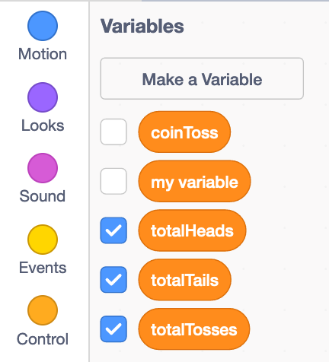 Variables
Make a Variable
Motion
Looks
Sound
Events
Control
coinToss
my variable
totalHeads
totalTails
totalTosses